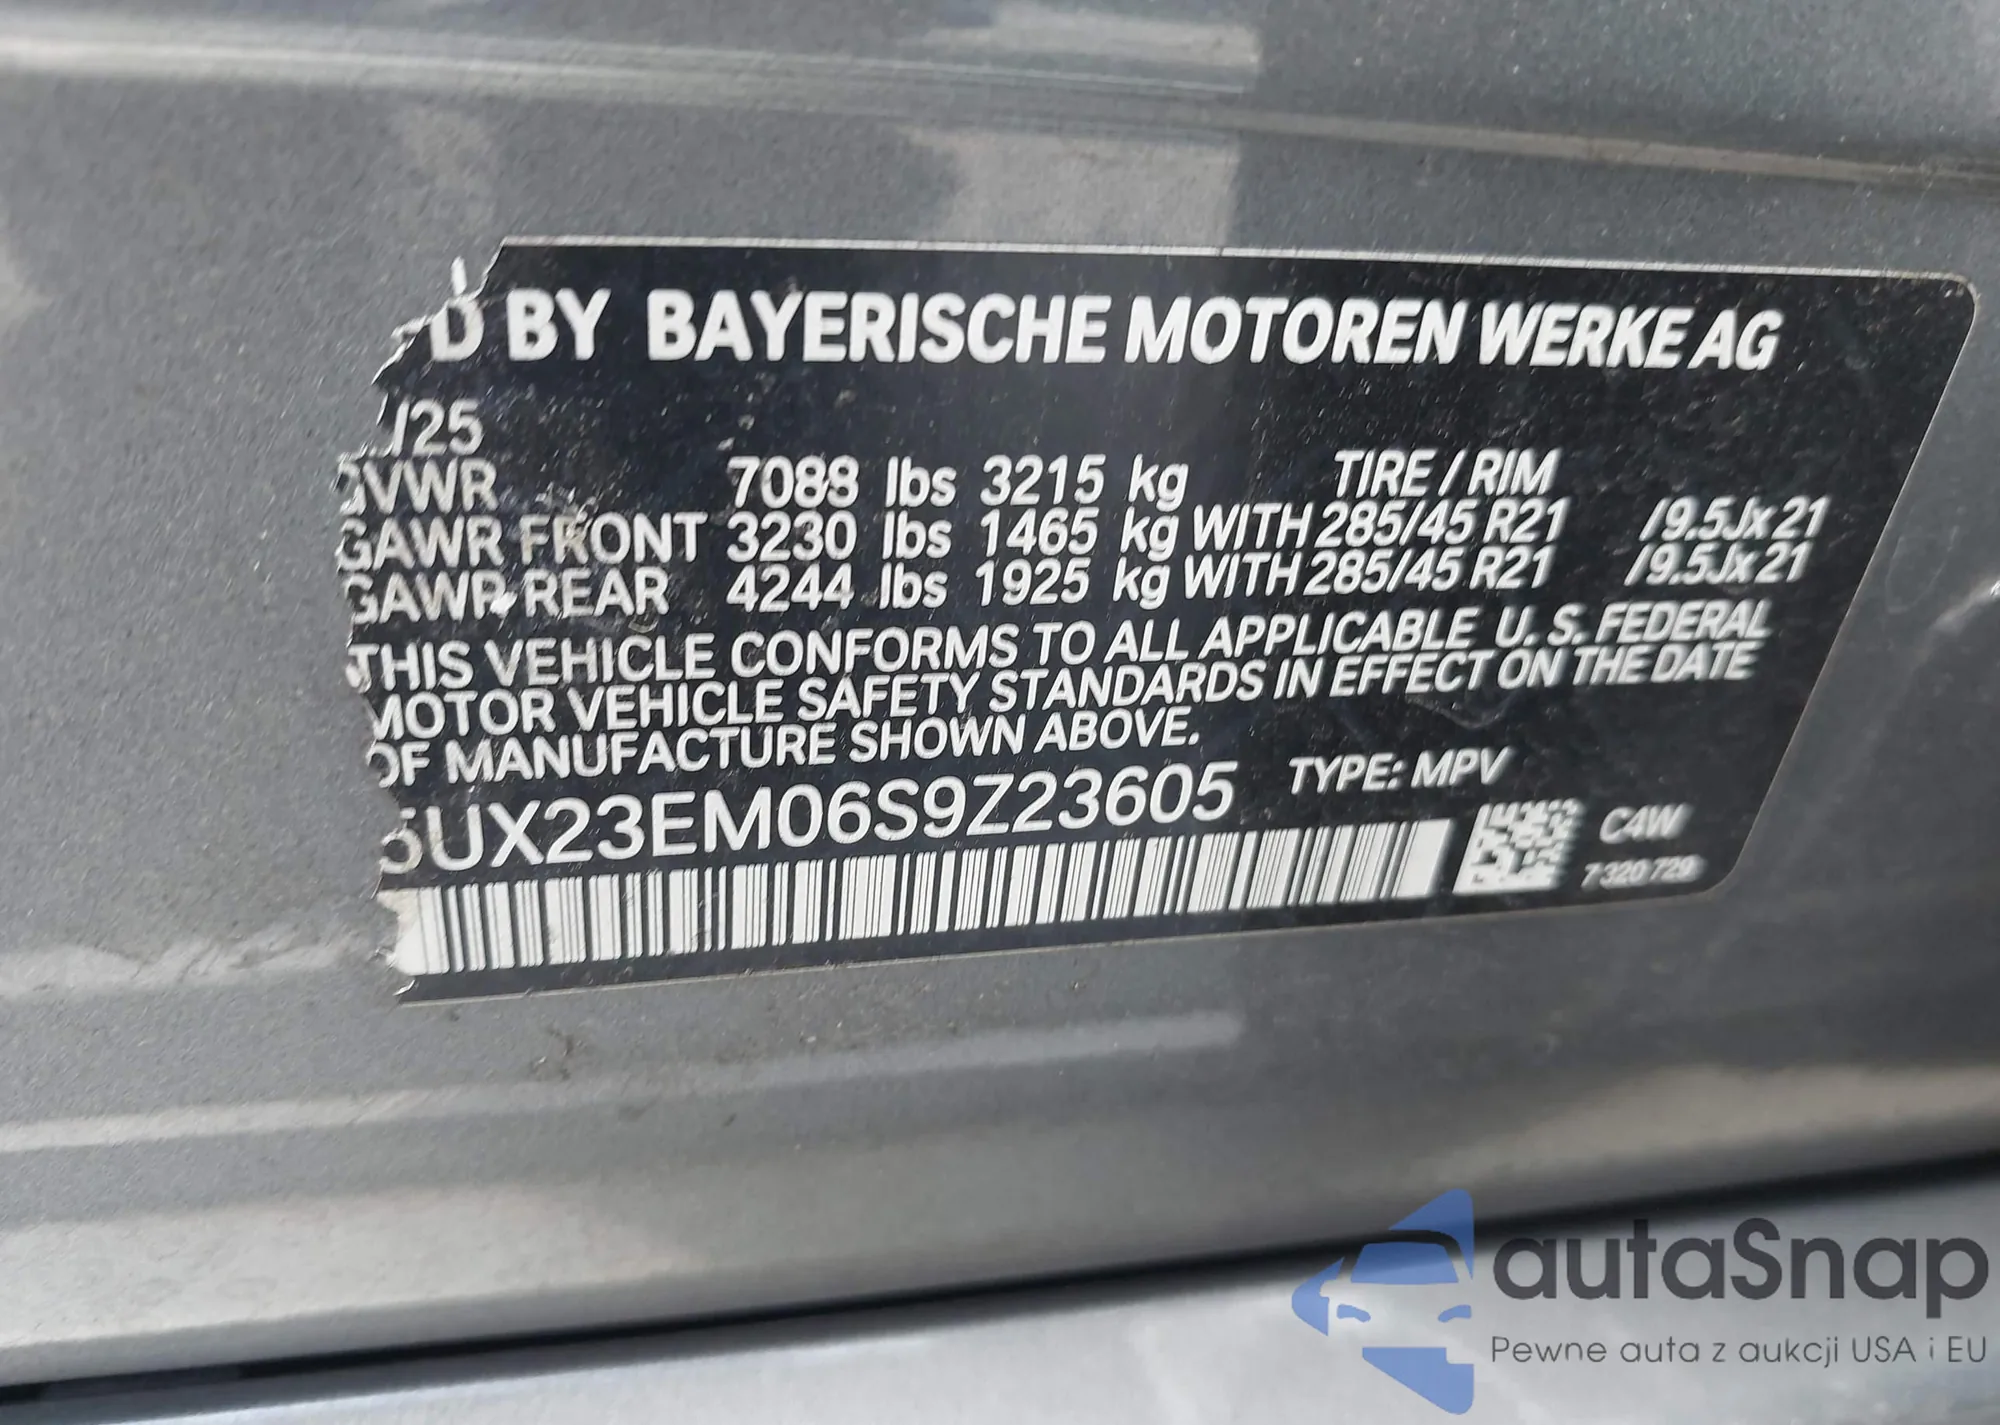 D BY BAYERISCHE MOTOREN WERKE AG
/25
GVWR 7088 lbs 3215 kg TIRE / RIM
GAWR FRONT 3230 lbs 1465 kg WITH 285/45 R21 /9.5Jx21
GAWR REAR 4244 lbs 1925 kg WITH 285/45 R21 /9.5Jx21
THIS VEHICLE CONFORMS TO ALL APPLICABLE U. S. FEDERAL
MOTOR VEHICLE SAFETY STANDARDS IN EFFECT ON THE DATE
OF MANUFACTURE SHOWN ABOVE.
5UX23EM06S9Z23605 TYPE: MPV
C4W
7 320 729
autaSnap
Pewne auta z aukcji USA i EU